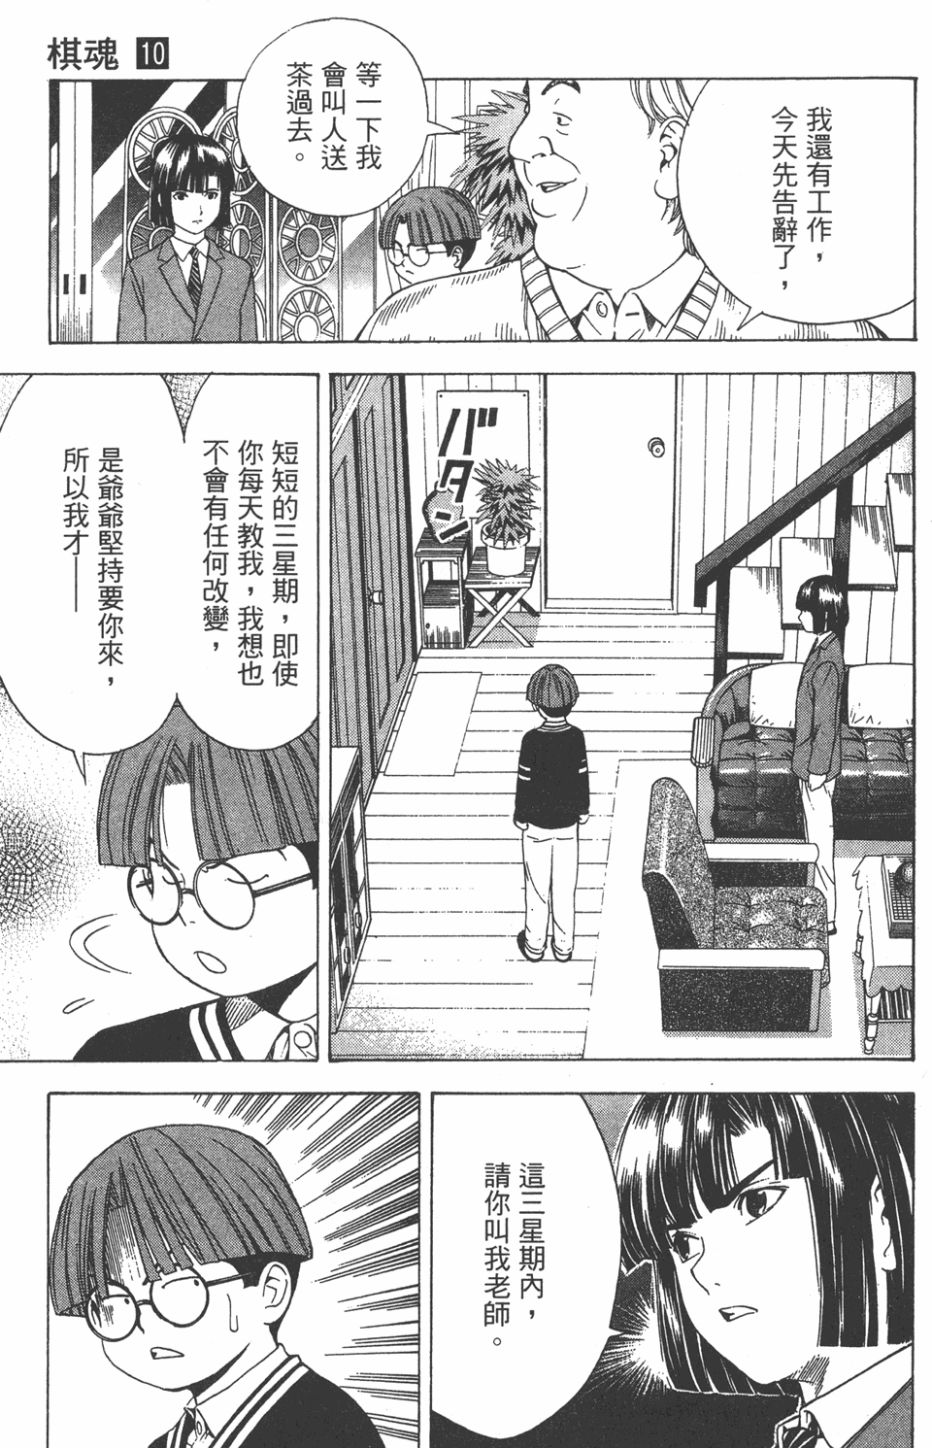 棋魂 10
我還有工作，
今天先告辭了，
等一下我
會叫人送
茶過去。
バタン
短短的三星期，即使
你每天教我，我想也
不會有任何改變，
是爺爺堅持要你來，
所以我才——
這三星期內，
請你叫我老師。